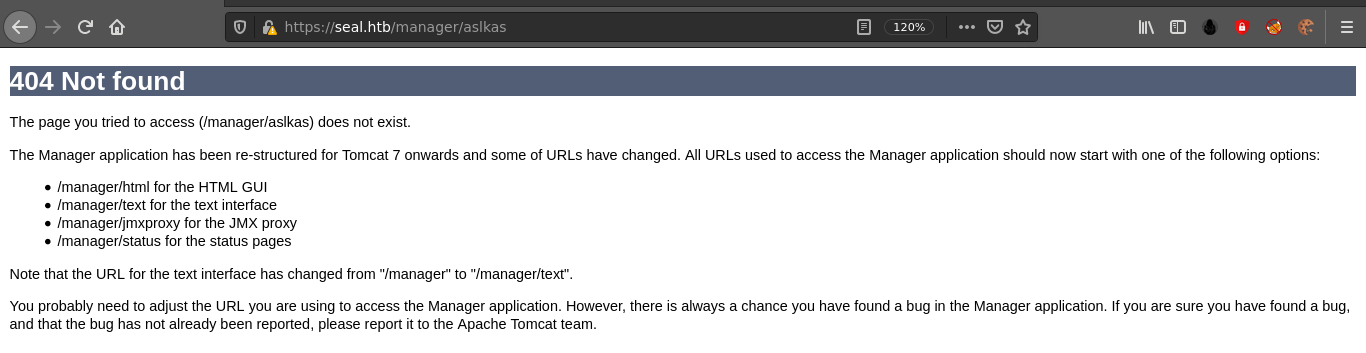 https://seal.htb/manager/aslkas
120%
404 Not found
The page you tried to access (/manager/aslkas) does not exist.
The Manager application has been re-structured for Tomcat 7 onwards and some of URLs have changed. All URLs used to access the Manager application should now start with one of the following options:
• /manager/html for the HTML GUI
• /manager/text for the text interface
• /manager/jmxproxy for the JMX proxy
• /manager/status for the status pages
Note that the URL for the text interface has changed from "/manager" to "/manager/text".
You probably need to adjust the URL you are using to access the Manager application. However, there is always a chance you have found a bug in the Manager application. If you are sure you have found a bug,
and that the bug has not already been reported, please report it to the Apache Tomcat team.